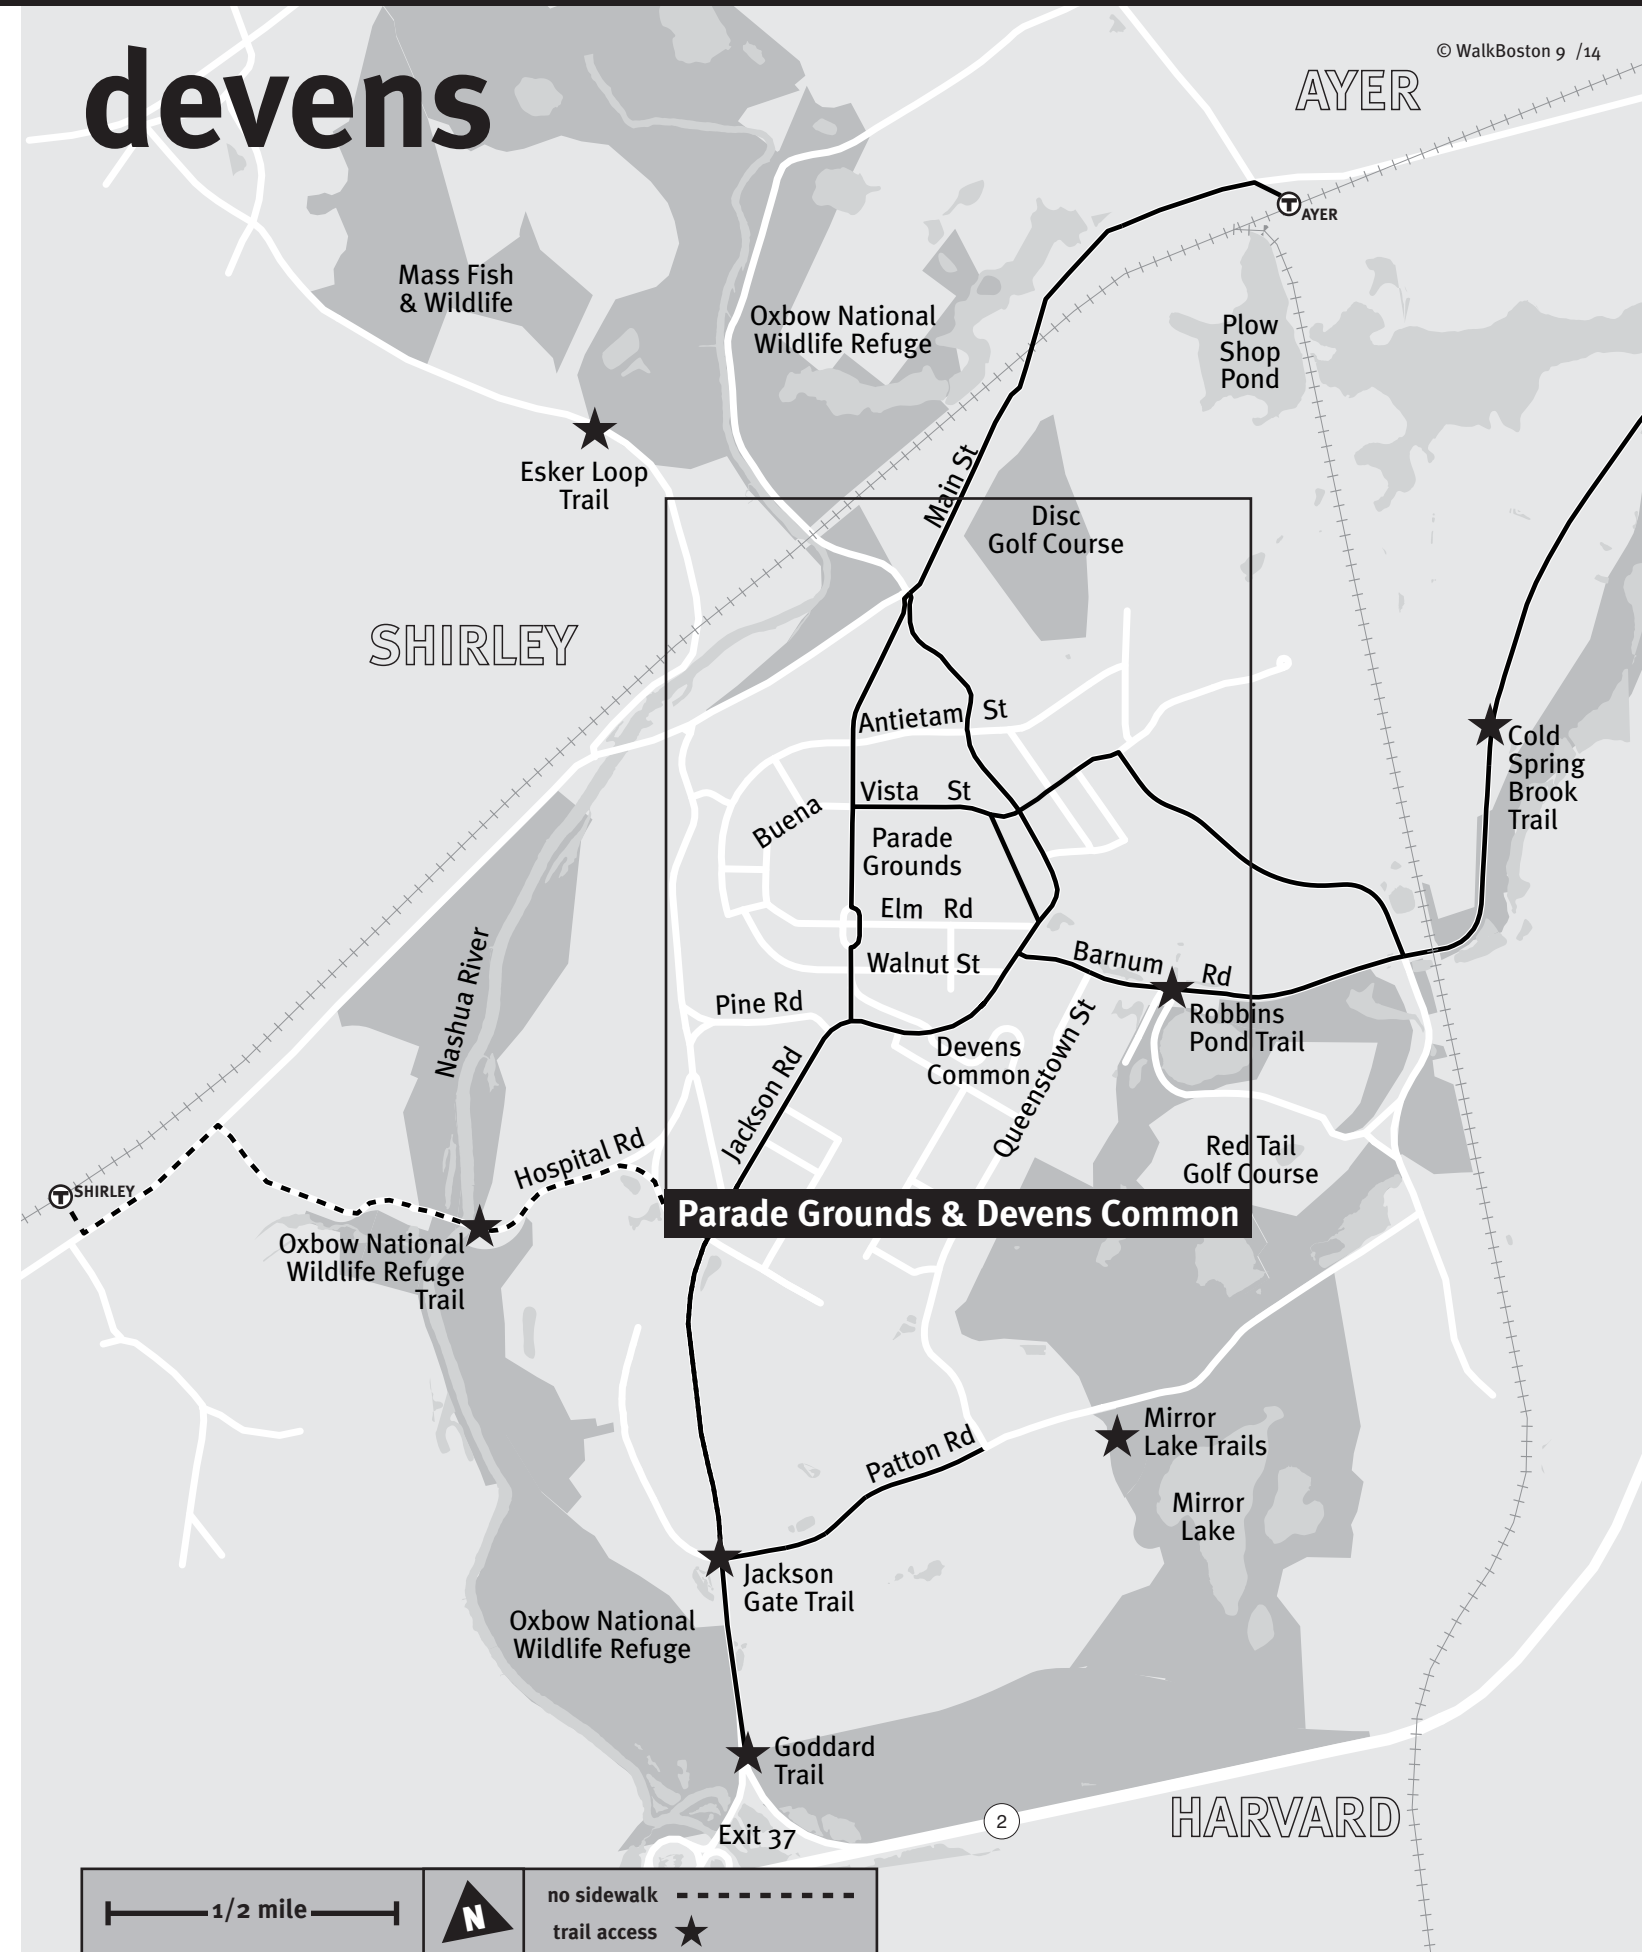 devens
© WalkBoston 9 /14
AYER
AYER
Mass Fish
& Wildlife
Oxbow National
Wildlife Refuge
Plow
Shop
Pond
Esker Loop
Trail
Main St
Disc
Golf Course
SHIRLEY
Antietam St
Cold
Spring
Brook
Trail
Buena Vista St
Parade
Grounds
Elm Rd
Walnut St
Nashua River
Barnum Rd
Pine Rd
Robbins
Pond Trail
Devens
Common
Queenstown St
Jackson Rd
Hospital Rd
Red Tail
Golf Course
T SHIRLEY
Parade Grounds & Devens Common
Oxbow National
Wildlife Refuge
Trail
Mirror
Lake Trails
Patton Rd
Mirror
Lake
Jackson
Gate Trail
Oxbow National
Wildlife Refuge
Goddard
Trail
HARVARD
2
Exit 37
1/2 mile
N
no sidewalk
trail access